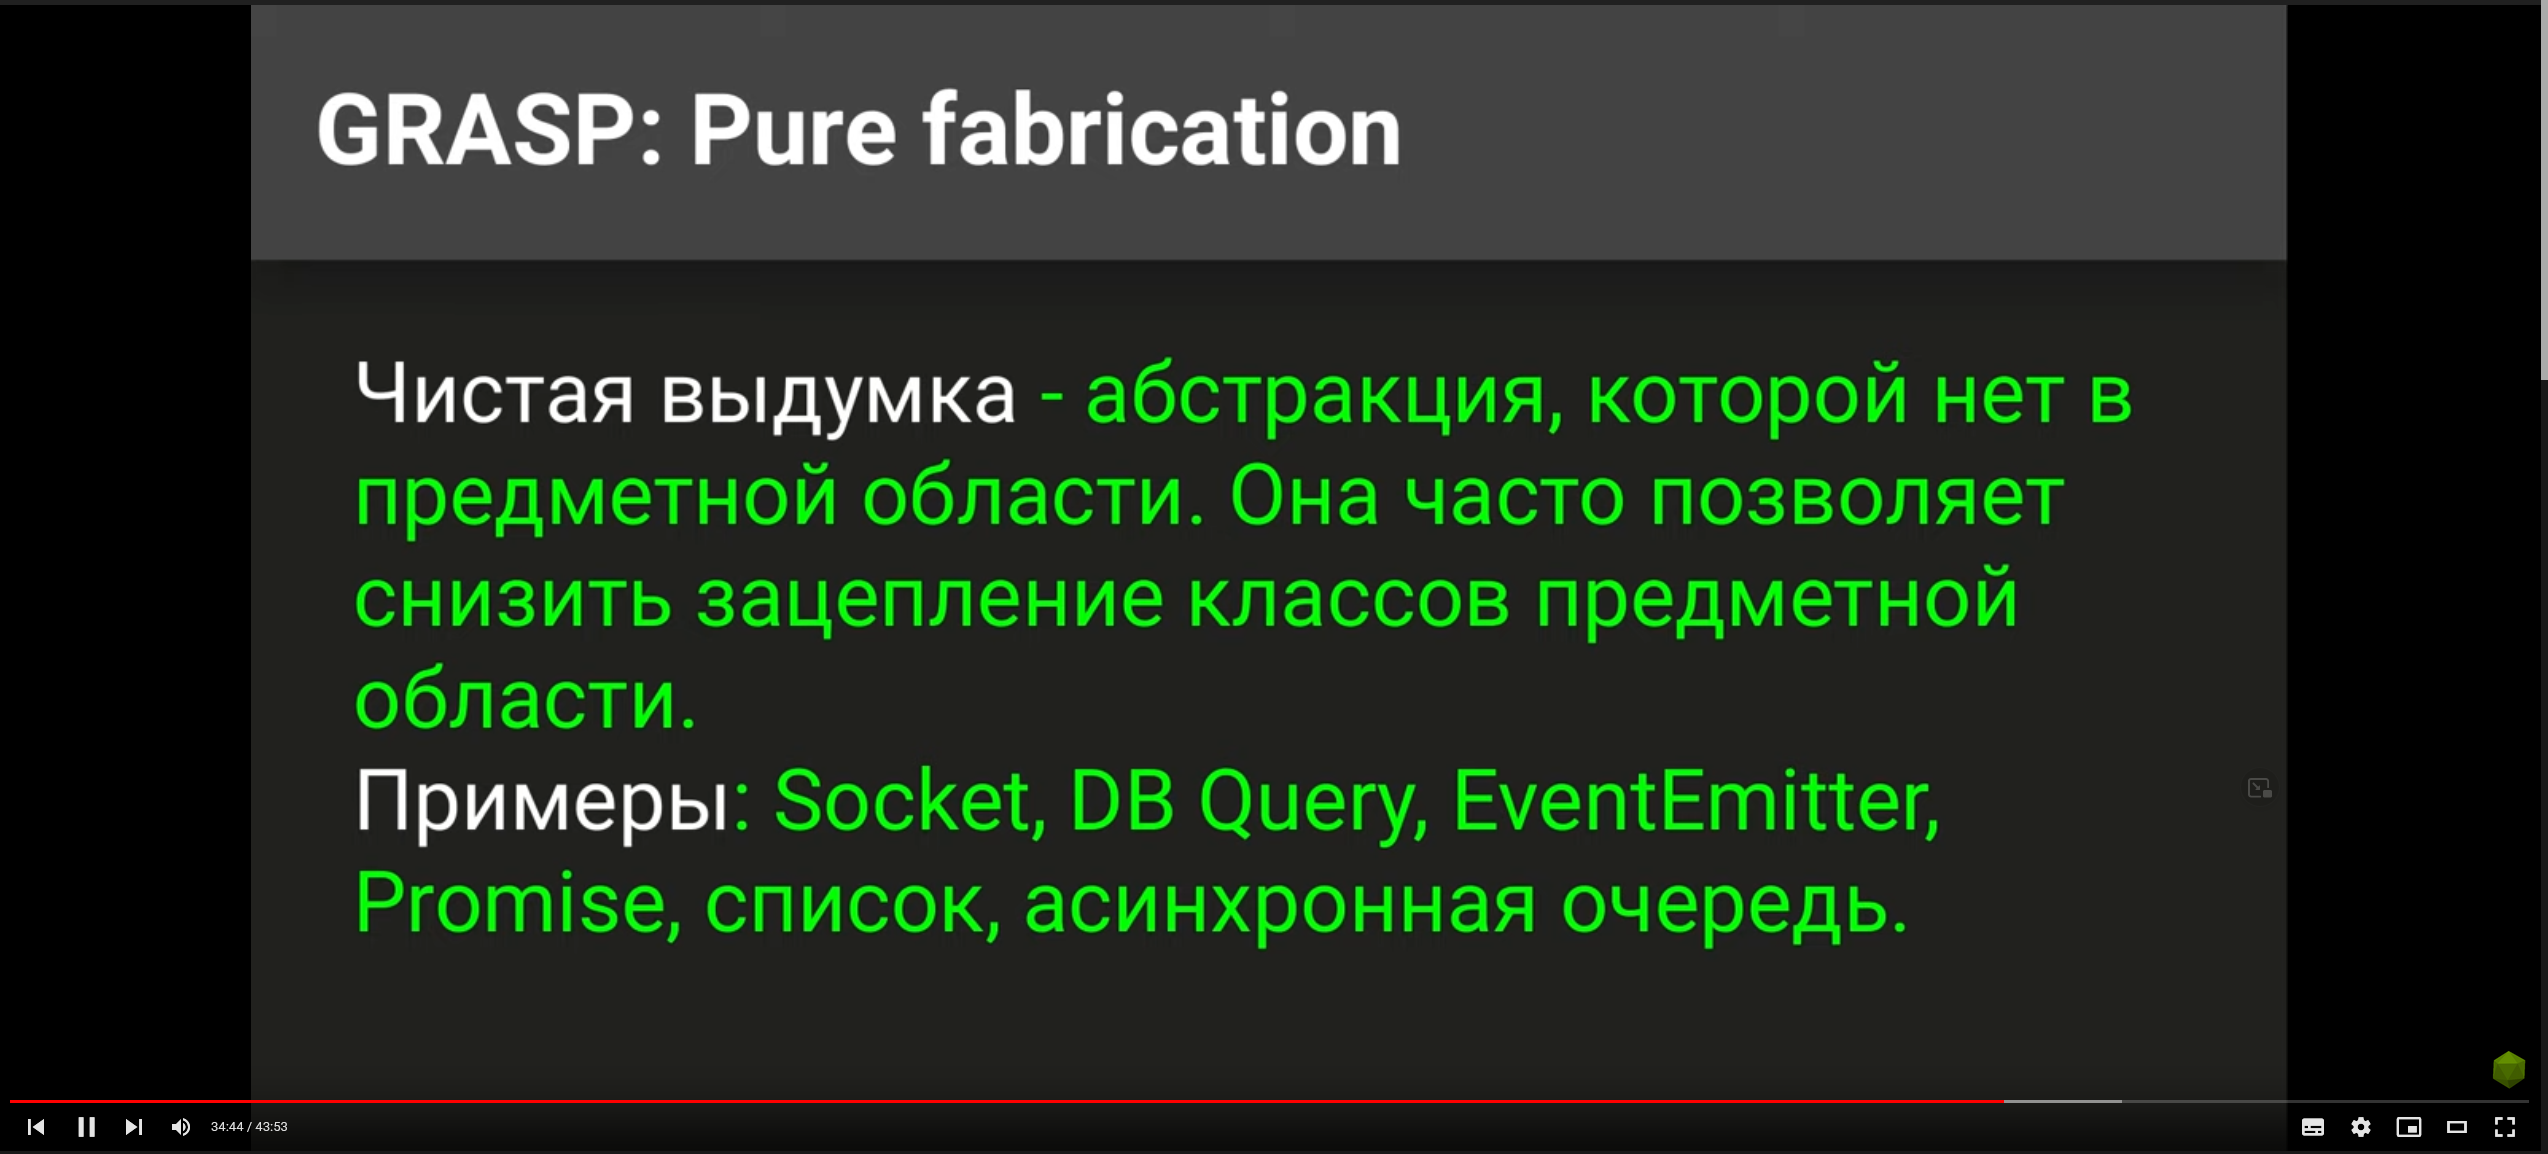 GRASP: Pure fabrication
Чистая выдумка - абстракция, которой нет в
предметной области. Она часто позволяет
снизить зацепление классов предметной
области.
Примеры: Socket, DB Query, EventEmitter,
Promise, список, асинхронная очередь.
34:44 / 43:53